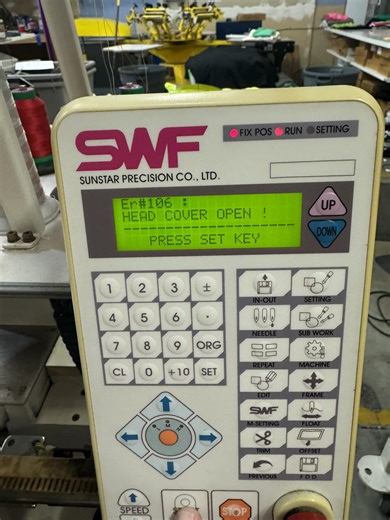 SWF
SUNSTAR PRECISION CO., LTD.
FIX POS RUN SETTING
Er#106 :
HEAD COVER OPEN !
--------------------
PRESS SET KEY
UP
DOWN
1 2 3 ±
4 5 6 ·
7 8 9 ORG
CL 0 +10 SET
IN-OUT SETTING
NEEDLE SUB WORK
REPEAT MACHINE
EDIT FRAME
SWF
M-SETTING FLOAT
TRIM OFFSET
PREVIOUS F D D
SPEED
STOP